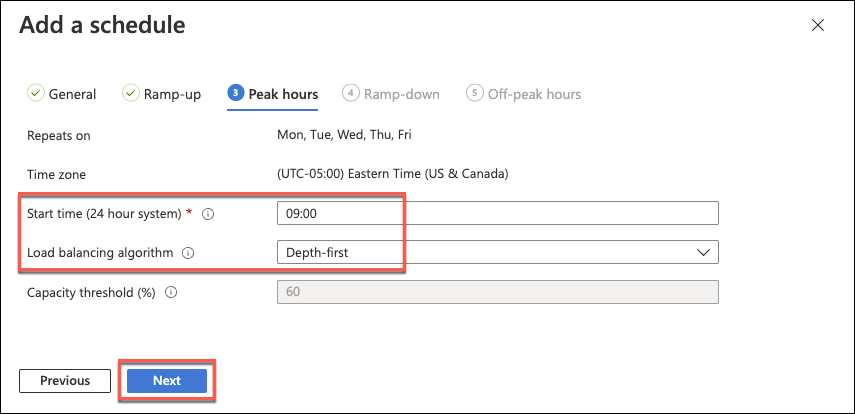 Add a schedule
General Ramp-up 3 Peak hours 4 Ramp-down 5 Off-peak hours
Repeats on Mon, Tue, Wed, Thu, Fri
Time zone (UTC-05:00) Eastern Time (US & Canada)
Start time (24 hour system) * 09:00
Load balancing algorithm Depth-first
Capacity threshold (%) 60
Previous Next